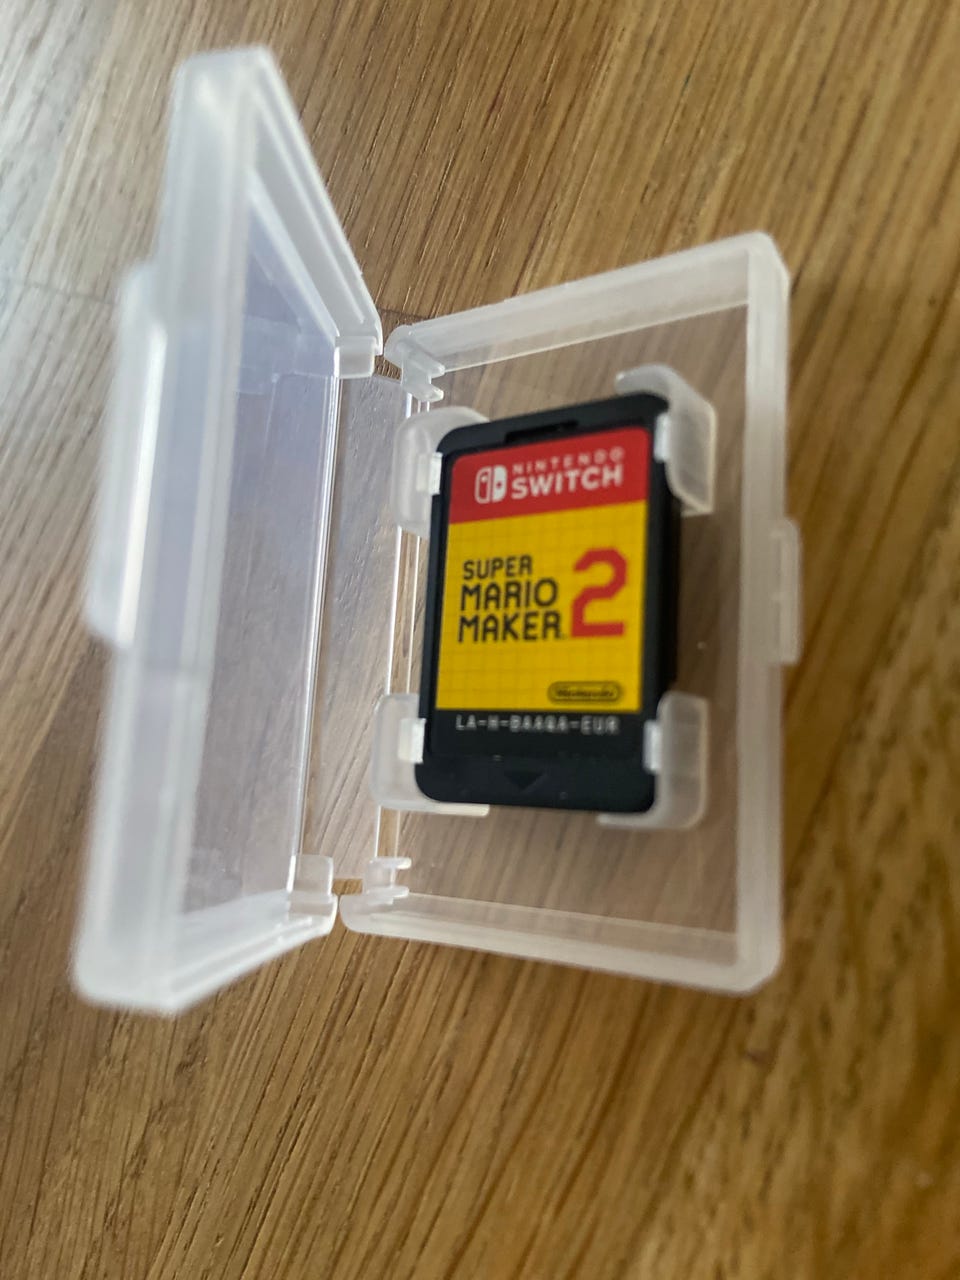 NINTENDO
SWITCH
SUPER
MARIO
MAKER
2
Nintendo
LA-H-BAAQA-EUR